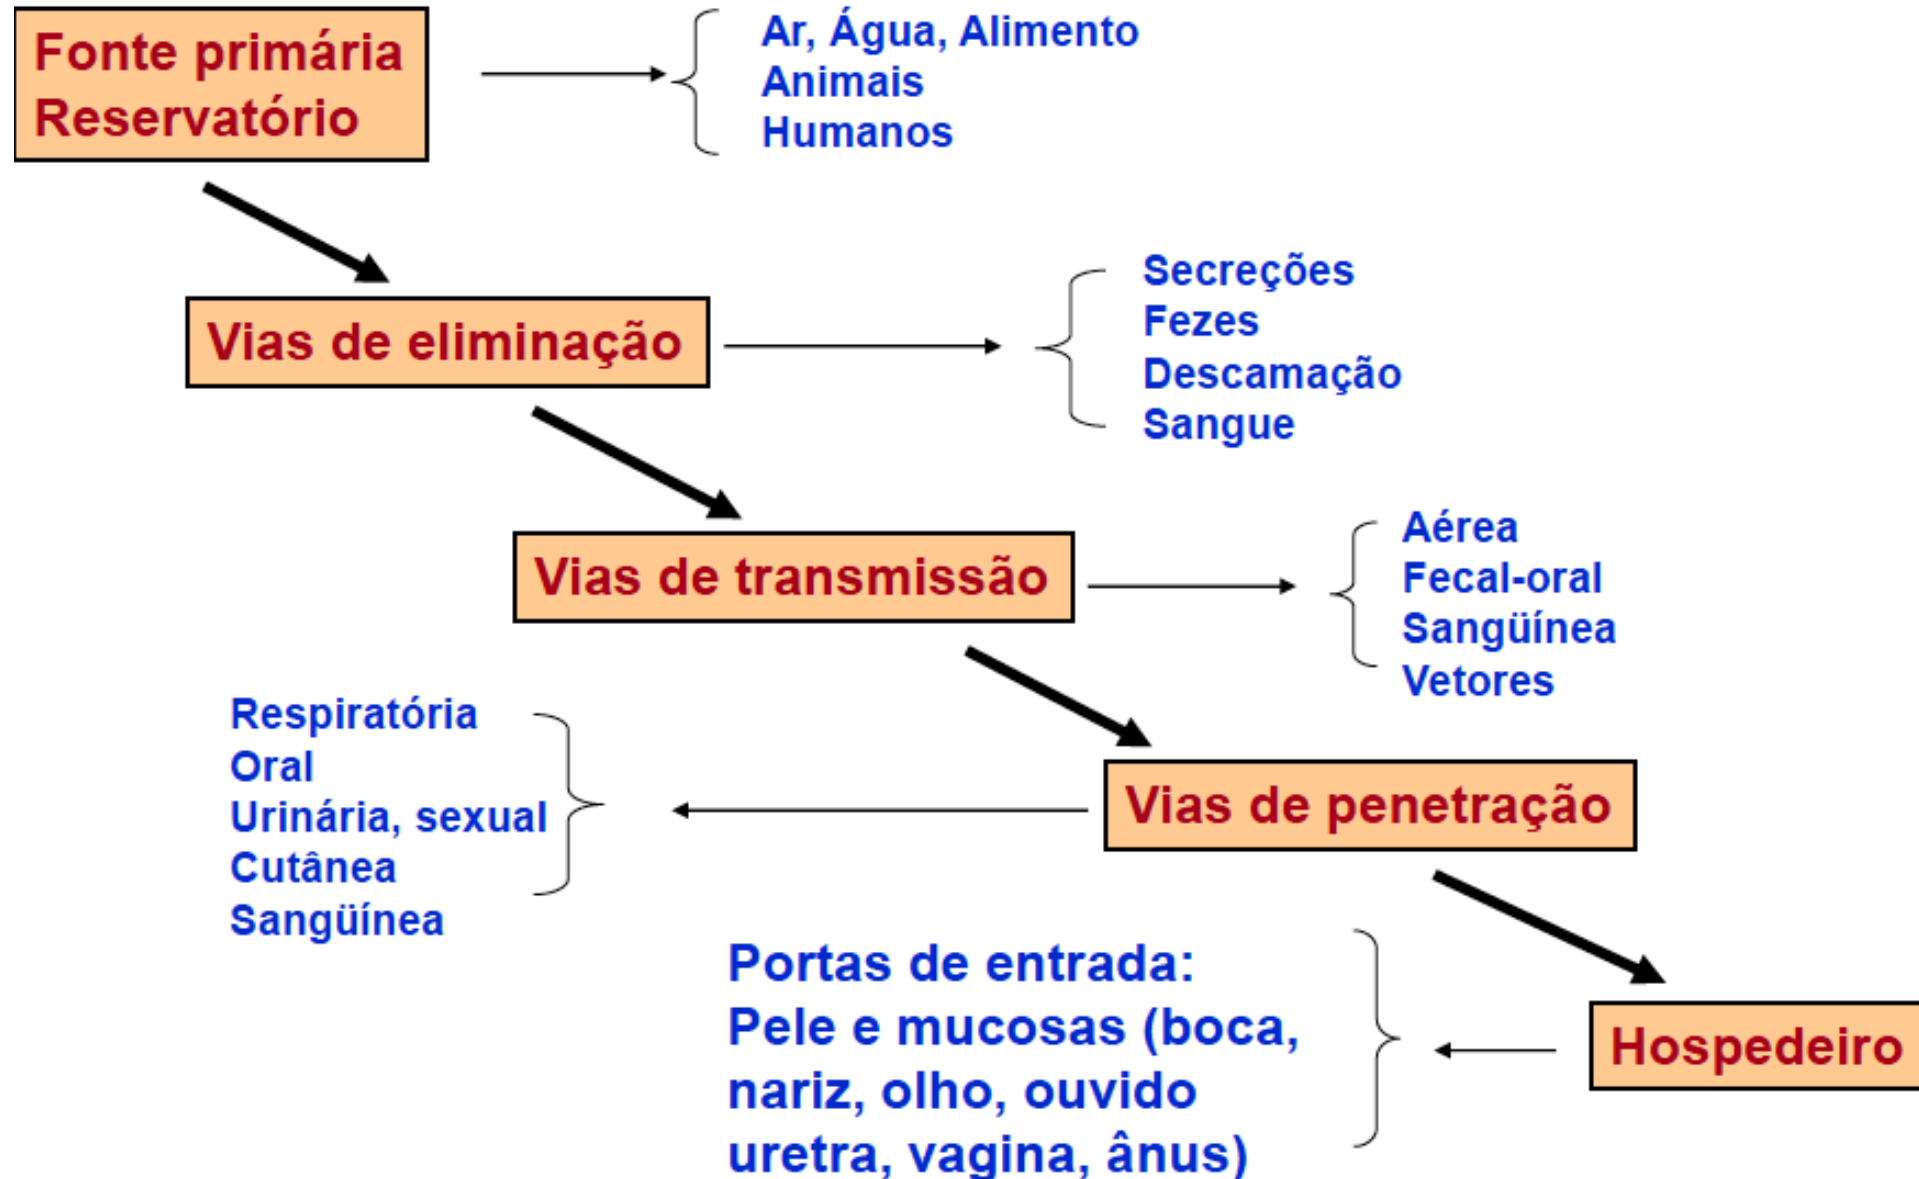 Fonte primária
Reservatório
Ar, Água, Alimento
Animais
Humanos
Vias de eliminação
Secreções
Fezes
Descamação
Sangue
Vias de transmissão
Aérea
Fecal-oral
Sangüínea
Vetores
Vias de penetração
Respiratória
Oral
Urinária, sexual
Cutânea
Sangüínea
Hospedeiro
Portas de entrada:
Pele e mucosas (boca,
nariz, olho, ouvido
uretra, vagina, ânus)